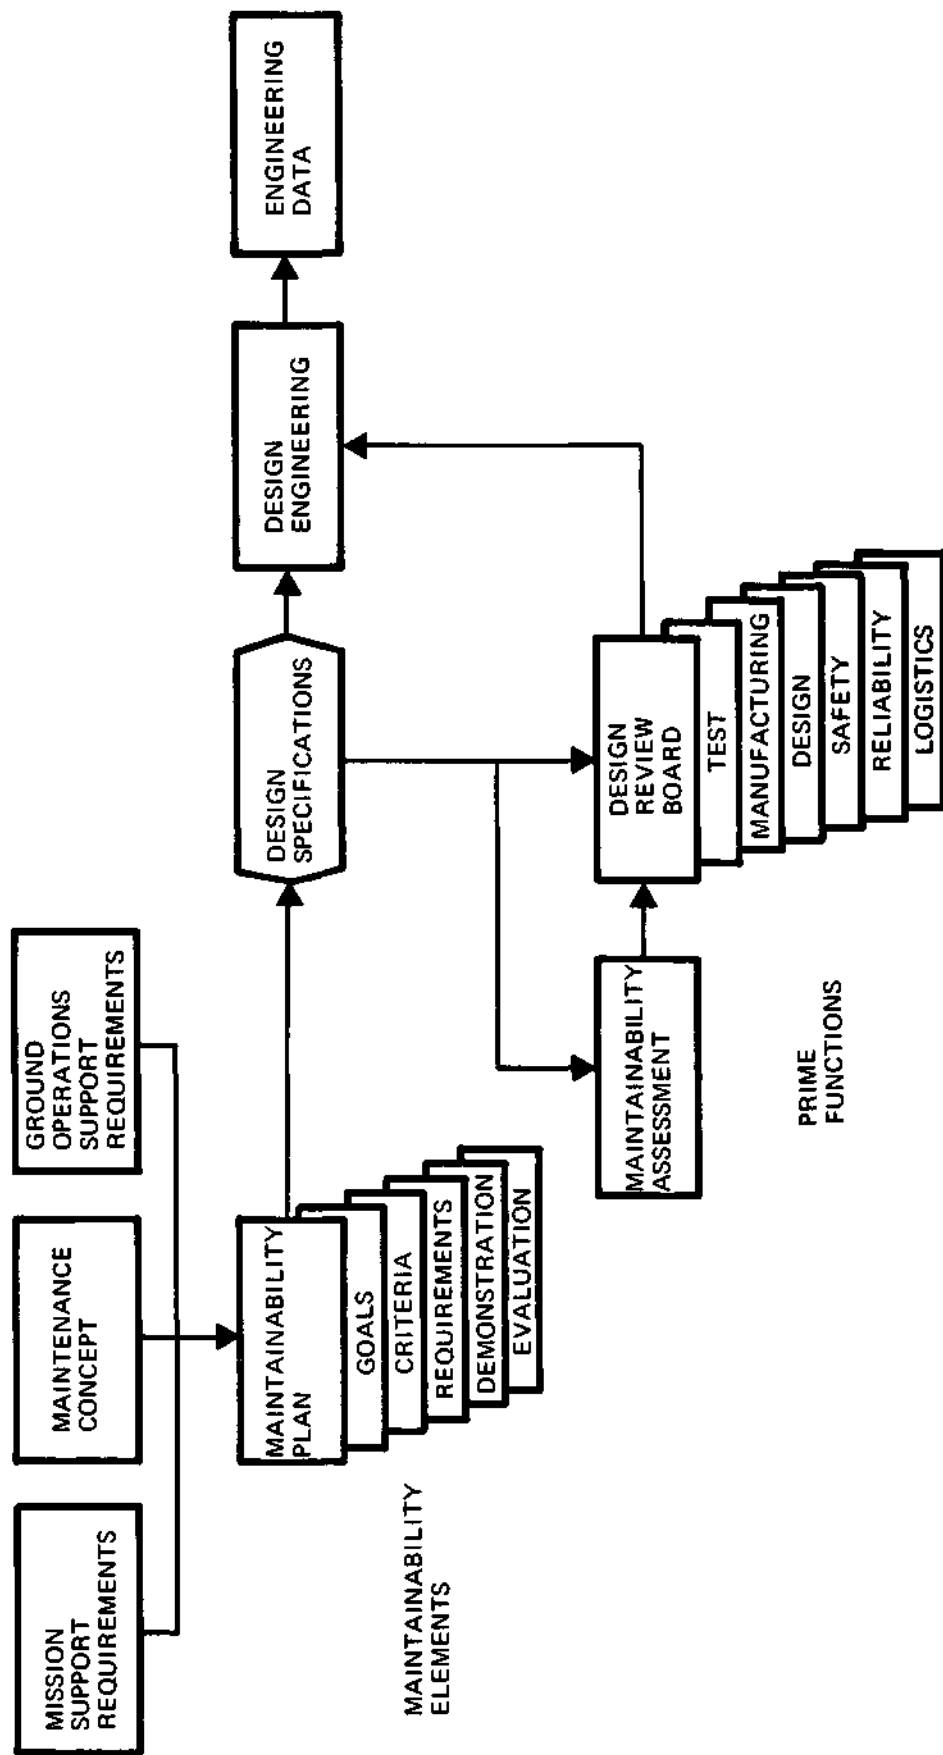 MISSION
SUPPORT
REQUIREMENTS
MAINTENANCE
CONCEPT
GROUND
OPERATIONS
SUPPORT
REQUIREMENTS
MAINTAINABILITY
PLAN
GOALS
CRITERIA
REQUIREMENTS
DEMONSTRATION
EVALUATION
MAINTAINABILITY
ELEMENTS
DESIGN
SPECIFICATIONS
DESIGN
ENGINEERING
ENGINEERING
DATA
MAINTAINABILITY
ASSESSMENT
DESIGN
REVIEW
BOARD
TEST
MANUFACTURING
DESIGN
SAFETY
RELIABILITY
LOGISTICS
PRIME
FUNCTIONS